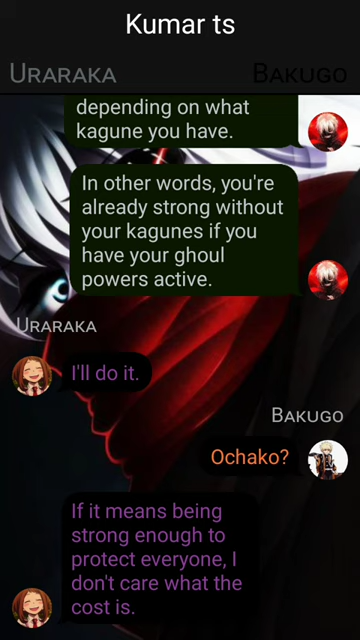 Kumar ts
Uraraka
Bakugo
depending on what
kagune you have.
In other words, you're
already strong without
your kagunes if you
have your ghoul
powers active.
Uraraka
I'll do it.
Bakugo
Ochako?
If it means being
strong enough to
protect everyone, I
don't care what the
cost is.